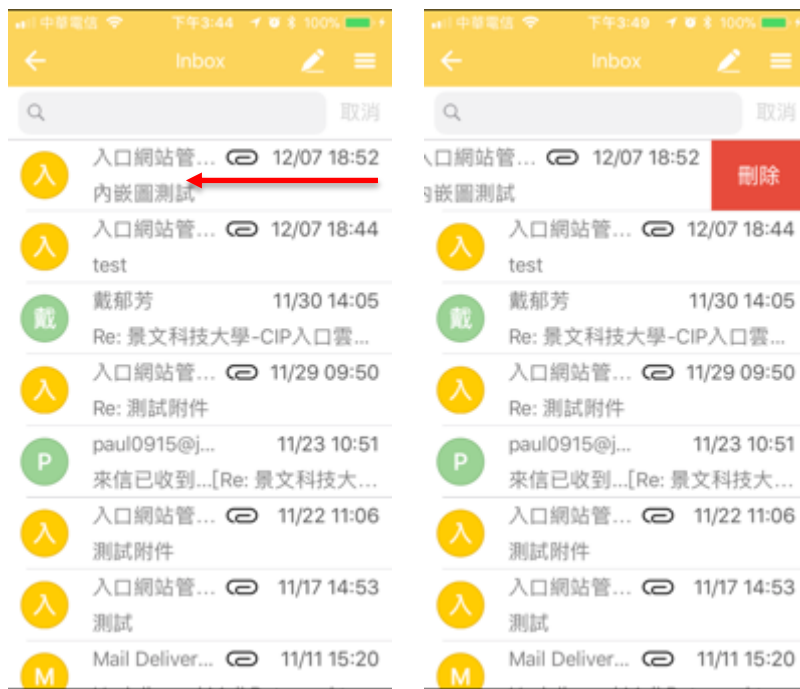 中華電信 下午3:44 100%
Inbox
取消
入 入口網站管... 12/07 18:52
內嵌圖測試
入 入口網站管... 12/07 18:44
test
戴 戴郁芳 11/30 14:05
Re: 景文科技大學-CIP入口雲...
入 入口網站管... 11/29 09:50
Re: 測試附件
P paul0915@j... 11/23 10:51
來信已收到...[Re: 景文科技大...
入 入口網站管... 11/22 11:06
測試附件
入 入口網站管... 11/17 14:53
測試
M Mail Deliver... 11/11 15:20
中華電信 下午3:49 100%
Inbox
取消
口網站管... 12/07 18:52 刪除
嵌圖測試
入 入口網站管... 12/07 18:44
test
戴 戴郁芳 11/30 14:05
Re: 景文科技大學-CIP入口雲...
入 入口網站管... 11/29 09:50
Re: 測試附件
P paul0915@j... 11/23 10:51
來信已收到...[Re: 景文科技大...
入 入口網站管... 11/22 11:06
測試附件
入 入口網站管... 11/17 14:53
測試
M Mail Deliver... 11/11 15:20